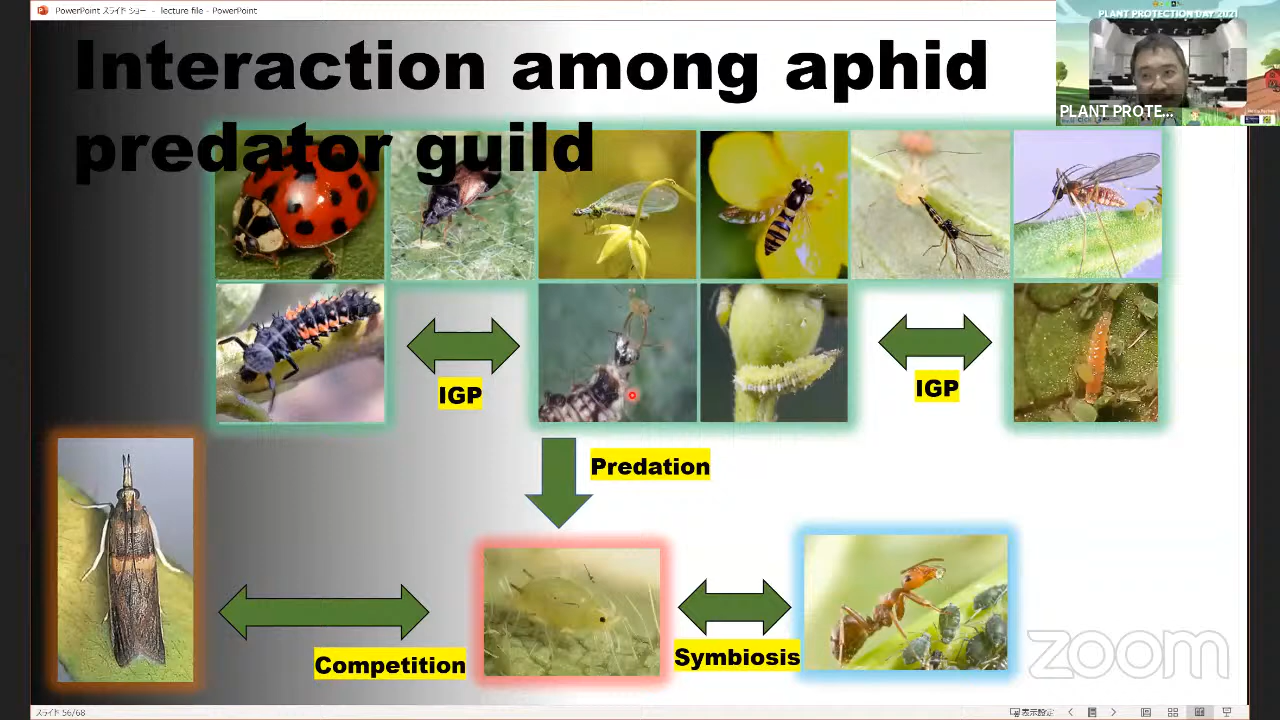 PowerPoint スライド ショー - lecture file - PowerPoint
PLANT PROTECTION DAY 2021
PLANT PROTE...
Interaction among aphid
predator guild
IGP
IGP
Predation
Competition
Symbiosis
zoom
スライド 56/68
表示設定